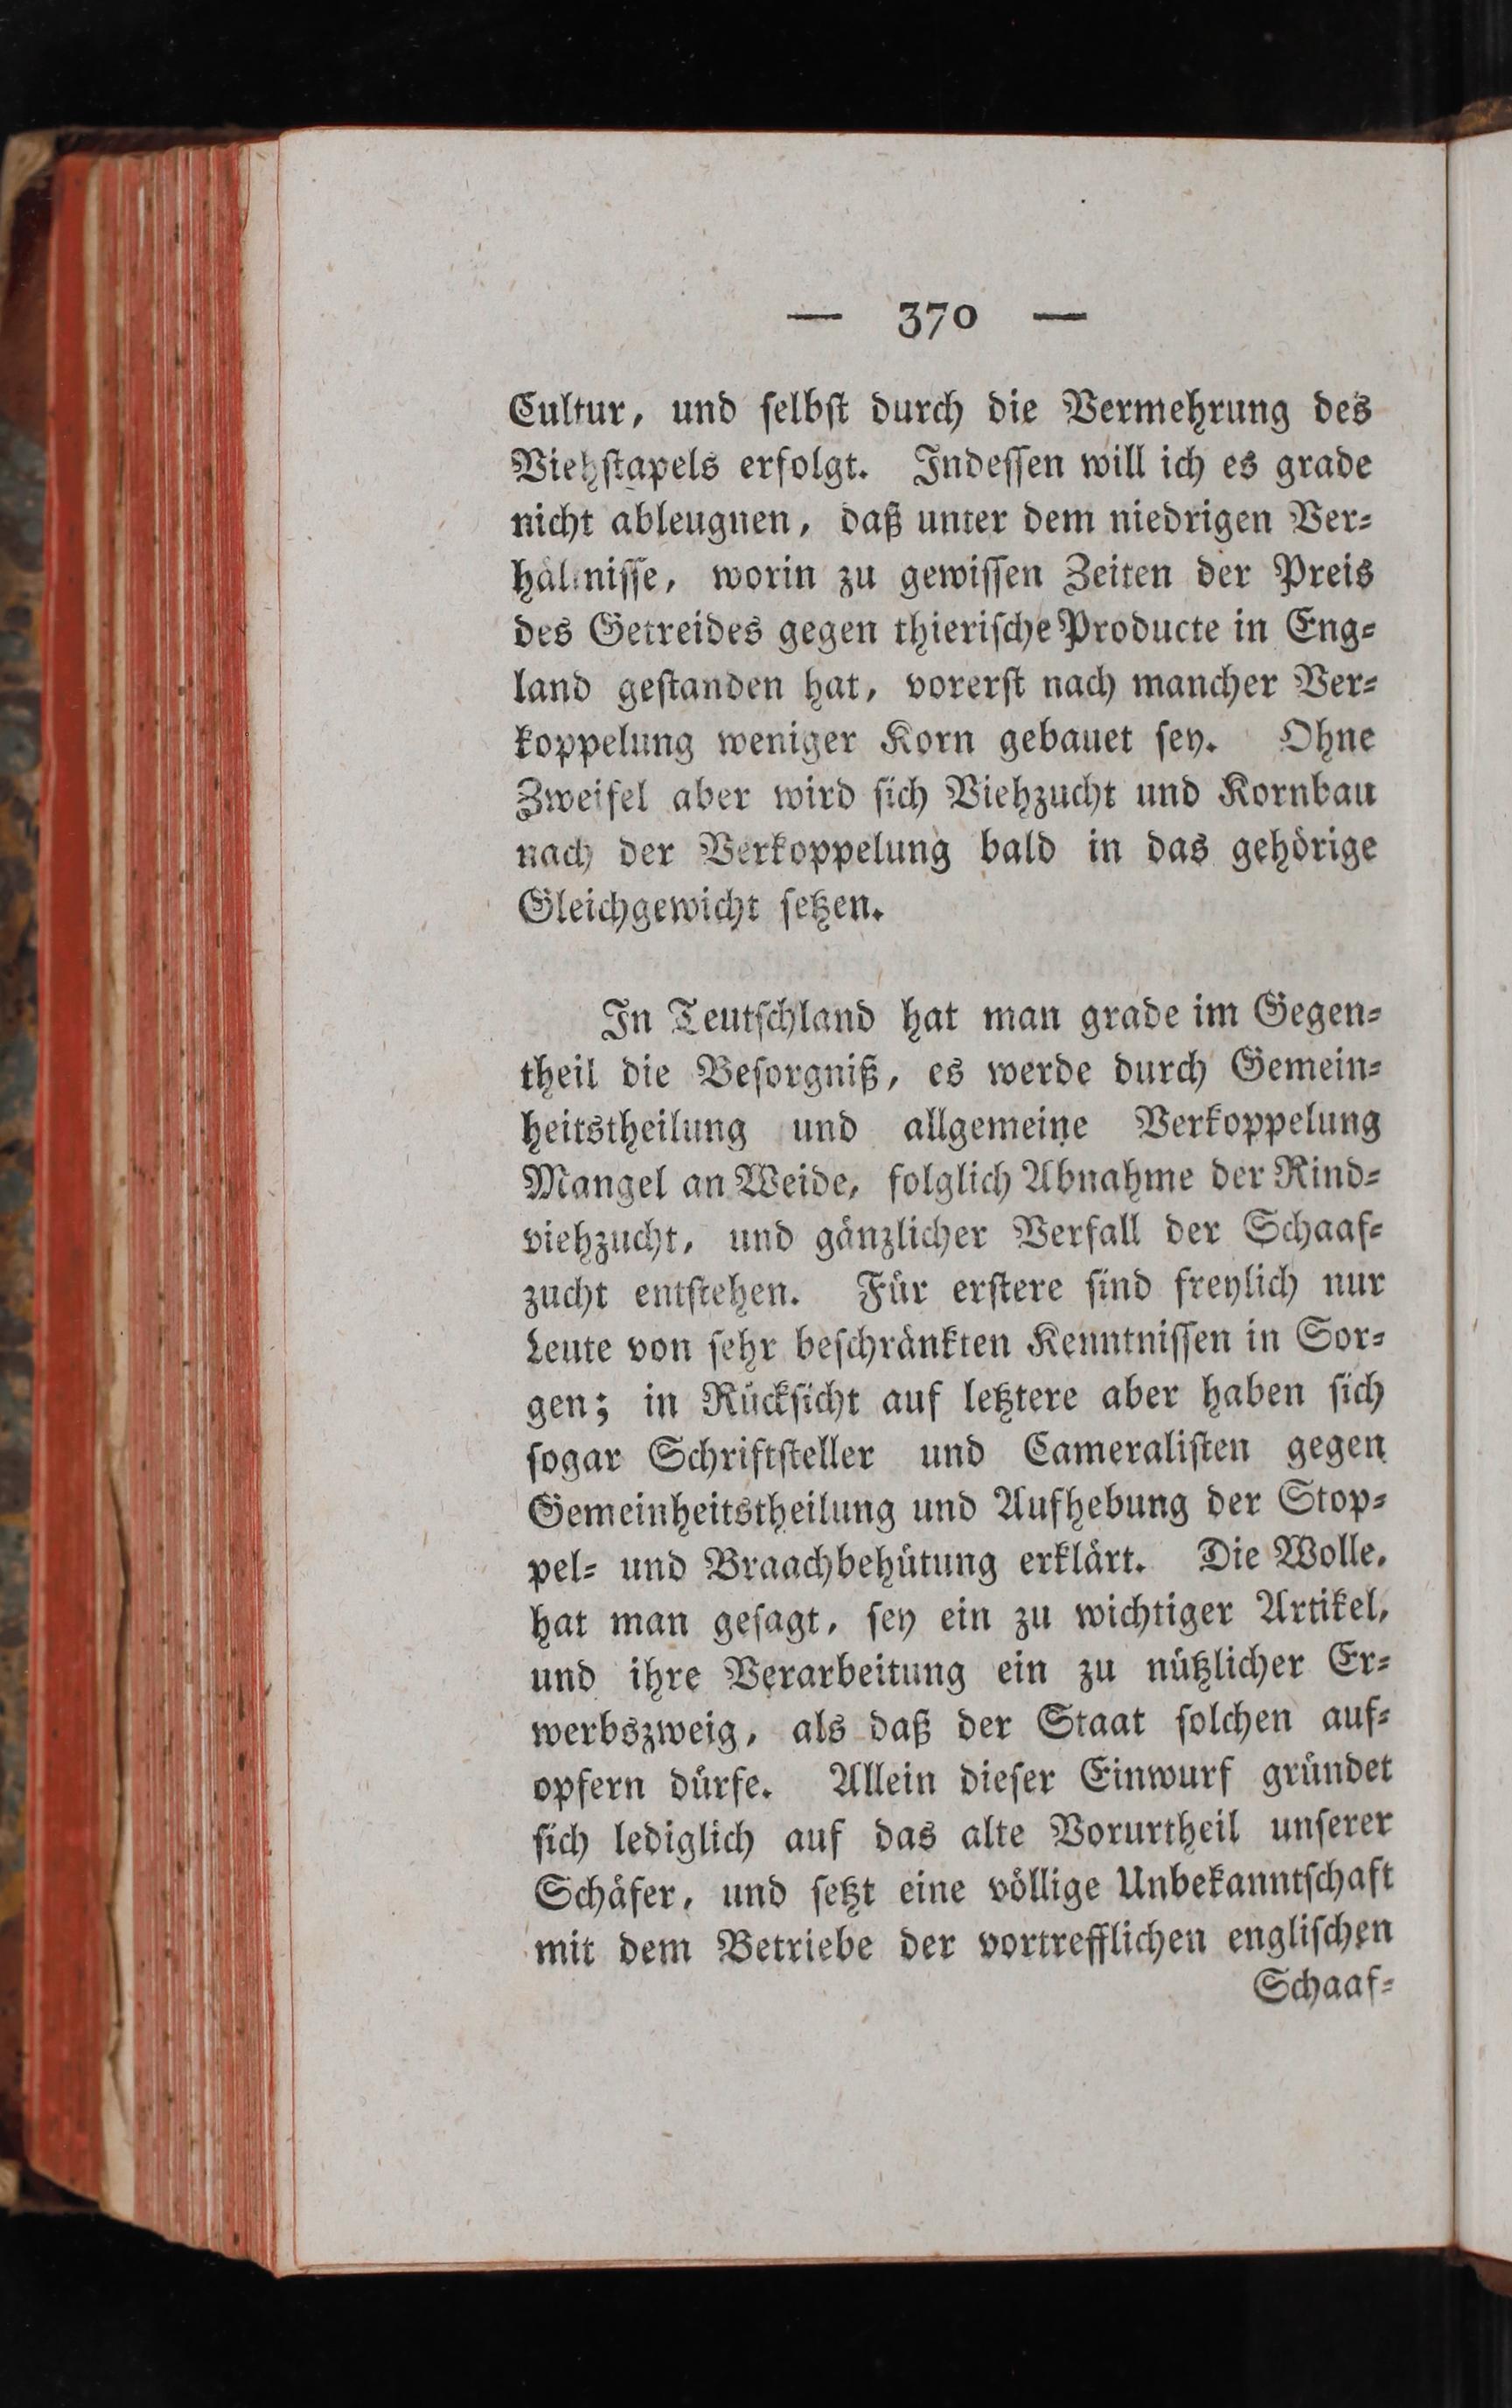 — 370 —
Cultur, und ſelbſt durch die Vermehrung des
Viehſtapels erfolgt. Indeſſen will ich es grade
nicht ableugnen, daß unter dem niedrigen Ver⸗
hältniſſe, worin zu gewiſſen Zeiten der Preis
des Getreides gegen thieriſche Producte in Eng⸗
land geſtanden hat, vorerſt nach mancher Ver⸗
koppelung weniger Korn gebauet ſey. Ohne
Zweifel aber wird ſich Viehzucht und Kornbau
nach der Verkoppelung bald in das gehörige
Gleichgewicht ſetzen.
In Teutſchland hat man grade im Gegen⸗
theil die Beſorgniß, es werde durch Gemein⸗
heitstheilung und allgemeine Verkoppelung
Mangel an Weide, folglich Abnahme der Rind⸗
viehzucht, und gänzlicher Verfall der Schaaf⸗
zucht entſtehen. Für erſtere ſind freylich nur
Leute von ſehr beſchränkten Kenntniſſen in Sor⸗
gen; in Rückſicht auf letztere aber haben ſich
ſogar Schriftſteller und Cameraliſten gegen
Gemeinheitstheilung und Aufhebung der Stop⸗
pel⸗ und Braachbehütung erklärt. Die Wolle,
hat man geſagt, ſey ein zu wichtiger Artikel,
und ihre Verarbeitung ein zu nützlicher Er⸗
werbszweig, als daß der Staat ſolchen auf⸗
opfern dürfe. Allein dieſer Einwurf gründet
ſich lediglich auf das alte Vorurtheil unſerer
Schäfer, und ſetzt eine völlige Unbekanntſchaft
mit dem Betriebe der vortrefflichen engliſchen
Schaaf⸗